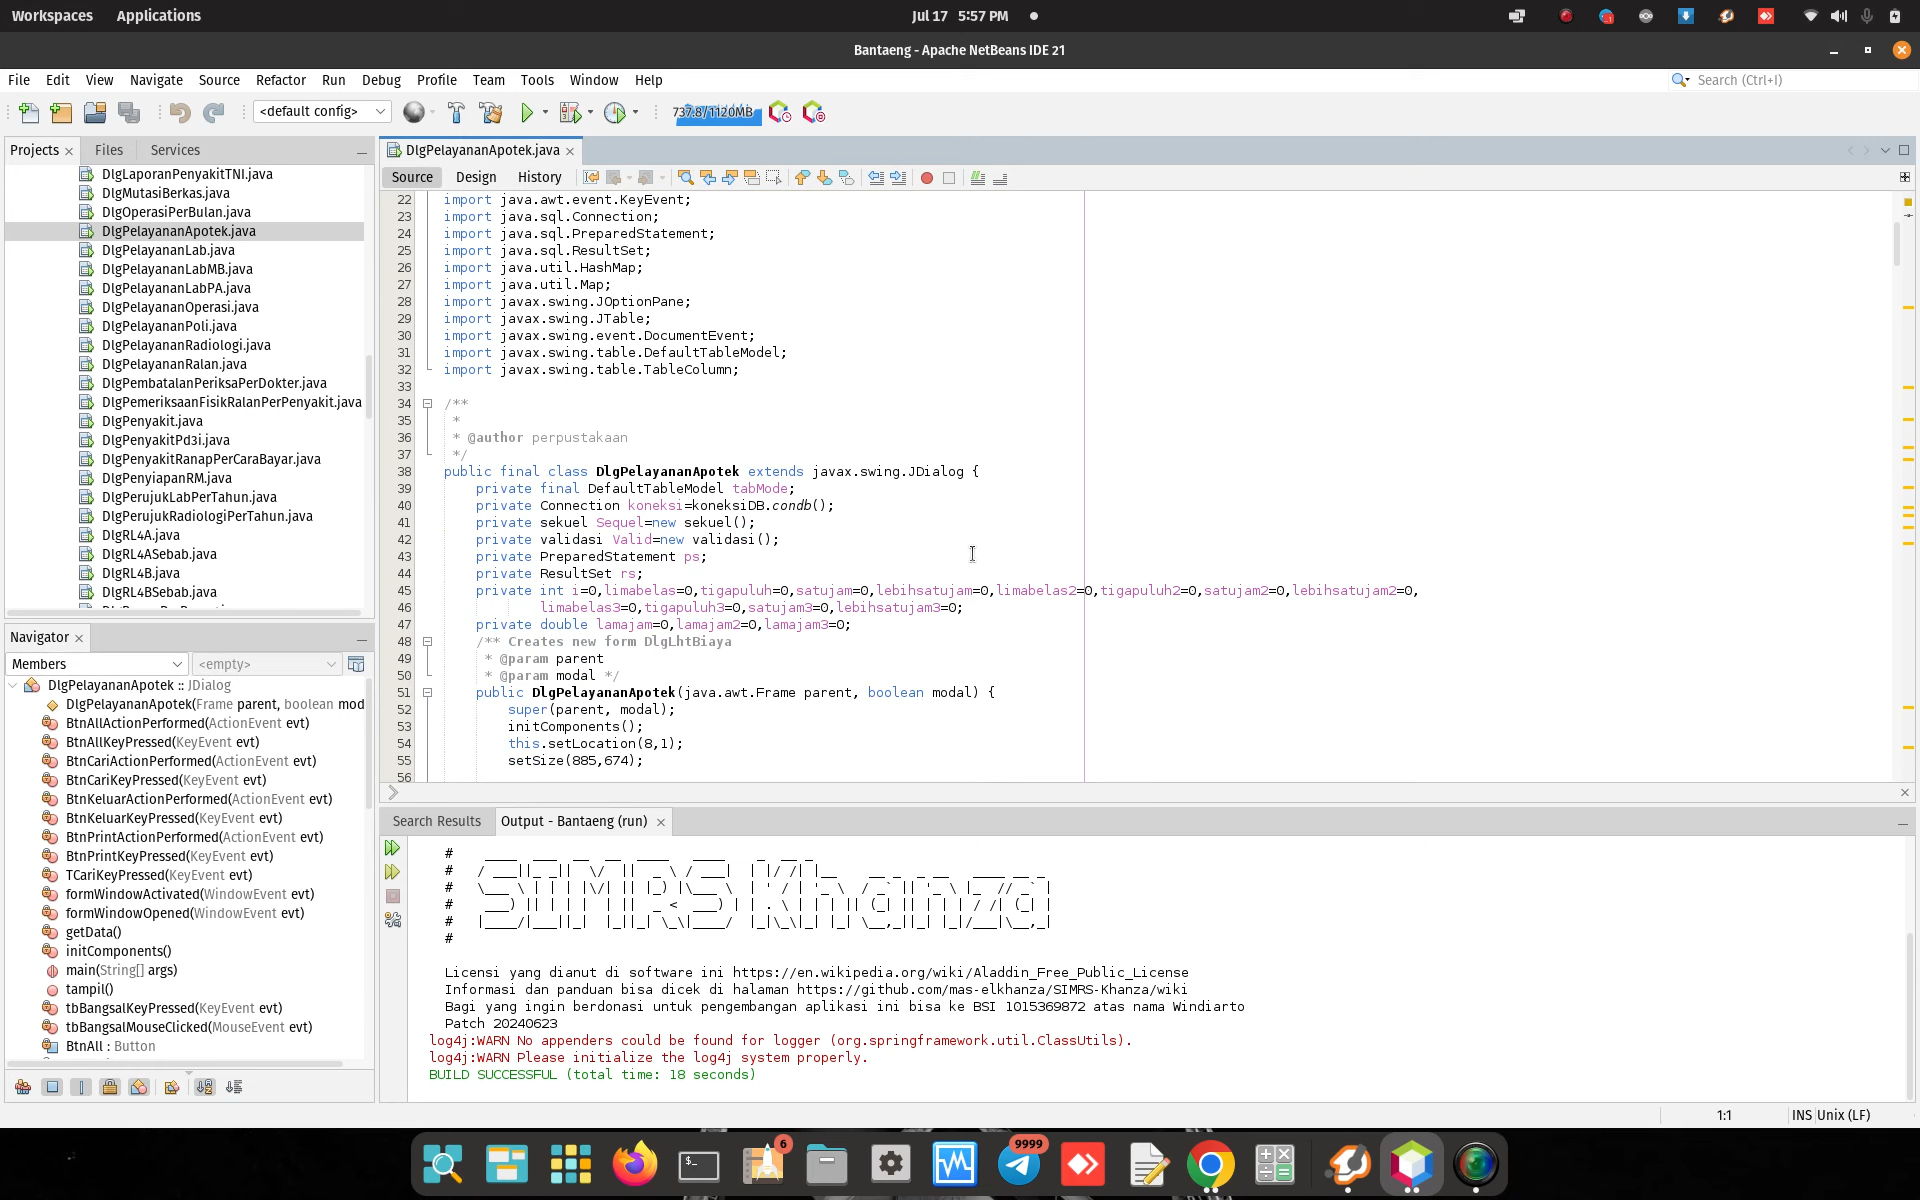 Workspaces Applications Jul 17 5:57 PM
Bantaeng - Apache NetBeans IDE 21
File Edit View Navigate Source Refactor Run Debug Profile Team Tools Window Help Search (Ctrl+I)
<default config> 737.8/1120MB
Projects Files Services
DlgLaporanPenyakitTNI.java
DlgMutasiBerkas.java
DlgOperasiPerBulan.java
DlgPelayananApotek.java
DlgPelayananLab.java
DlgPelayananLabMB.java
DlgPelayananLabPA.java
DlgPelayananOperasi.java
DlgPelayananPoli.java
DlgPelayananRadiologi.java
DlgPelayananRalan.java
DlgPembatalanPeriksaPerDokter.java
DlgPemeriksaanFisikRalanPerPenyakit.java
DlgPenyakit.java
DlgPenyakitPd3i.java
DlgPenyakitRanapPerCaraBayar.java
DlgPenyiapanRM.java
DlgPerujukLabPerTahun.java
DlgPerujukRadiologiPerTahun.java
DlgRL4A.java
DlgRL4ASebab.java
DlgRL4B.java
DlgRL4BSebab.java
Navigator
Members <empty>
DlgPelayananApotek :: JDialog
DlgPelayananApotek(Frame parent, boolean mod
BtnAllActionPerformed(ActionEvent evt)
BtnAllKeyPressed(KeyEvent evt)
BtnCariActionPerformed(ActionEvent evt)
BtnCariKeyPressed(KeyEvent evt)
BtnKeluarActionPerformed(ActionEvent evt)
BtnKeluarKeyPressed(KeyEvent evt)
BtnPrintActionPerformed(ActionEvent evt)
BtnPrintKeyPressed(KeyEvent evt)
TCariKeyPressed(KeyEvent evt)
formWindowActivated(WindowEvent evt)
formWindowOpened(WindowEvent evt)
getData()
initComponents()
main(String[] args)
tampil()
tbBangsalKeyPressed(KeyEvent evt)
tbBangsalMouseClicked(MouseEvent evt)
BtnAll : Button
DlgPelayananApotek.java
Source Design History
22 import java.awt.event.KeyEvent;
23 import java.sql.Connection;
24 import java.sql.PreparedStatement;
25 import java.sql.ResultSet;
26 import java.util.HashMap;
27 import java.util.Map;
28 import javax.swing.JOptionPane;
29 import javax.swing.JTable;
30 import javax.swing.event.DocumentEvent;
31 import javax.swing.table.DefaultTableModel;
32 import javax.swing.table.TableColumn;
33
34 /**
35 *
36 * @author perpustakaan
37 */
38 public final class DlgPelayananApotek extends javax.swing.JDialog {
39 private final DefaultTableModel tabMode;
40 private Connection koneksi=koneksiDB.condb();
41 private sekuel Sequel=new sekuel();
42 private validasi Valid=new validasi();
43 private PreparedStatement ps;
44 private ResultSet rs;
45 private int i=0,limabelas=0,tigapuluh=0,satujam=0,lebihsatujam=0,limabelas2=0,tigapuluh2=0,satujam2=0,lebihsatujam2=0,
46 limabelas3=0,tigapuluh3=0,satujam3=0,lebihsatujam3=0;
47 private double lamajam=0,lamajam2=0,lamajam3=0;
48 /** Creates new form DlgLhtBiaya
49 * @param parent
50 * @param modal */
51 public DlgPelayananApotek(java.awt.Frame parent, boolean modal) {
52 super(parent, modal);
53 initComponents();
54 this.setLocation(8,1);
55 setSize(885,674);
56
Search Results Output - Bantaeng (run)
SIMRS Khanza
Licensi yang dianut di software ini https://en.wikipedia.org/wiki/Aladdin_Free_Public_License
Informasi dan panduan bisa dicek di halaman https://github.com/mas-elkhanza/SIMRS-Khanza/wiki
Bagi yang ingin berdonasi untuk pengembangan aplikasi ini bisa ke BSI 1015369872 atas nama Windiarto
Patch 20240623
log4j:WARN No appenders could be found for logger (org.springframework.util.ClassUtils).
log4j:WARN Please initialize the log4j system properly.
BUILD SUCCESSFUL (total time: 18 seconds)
1:1 INS Unix (LF)
6
9999